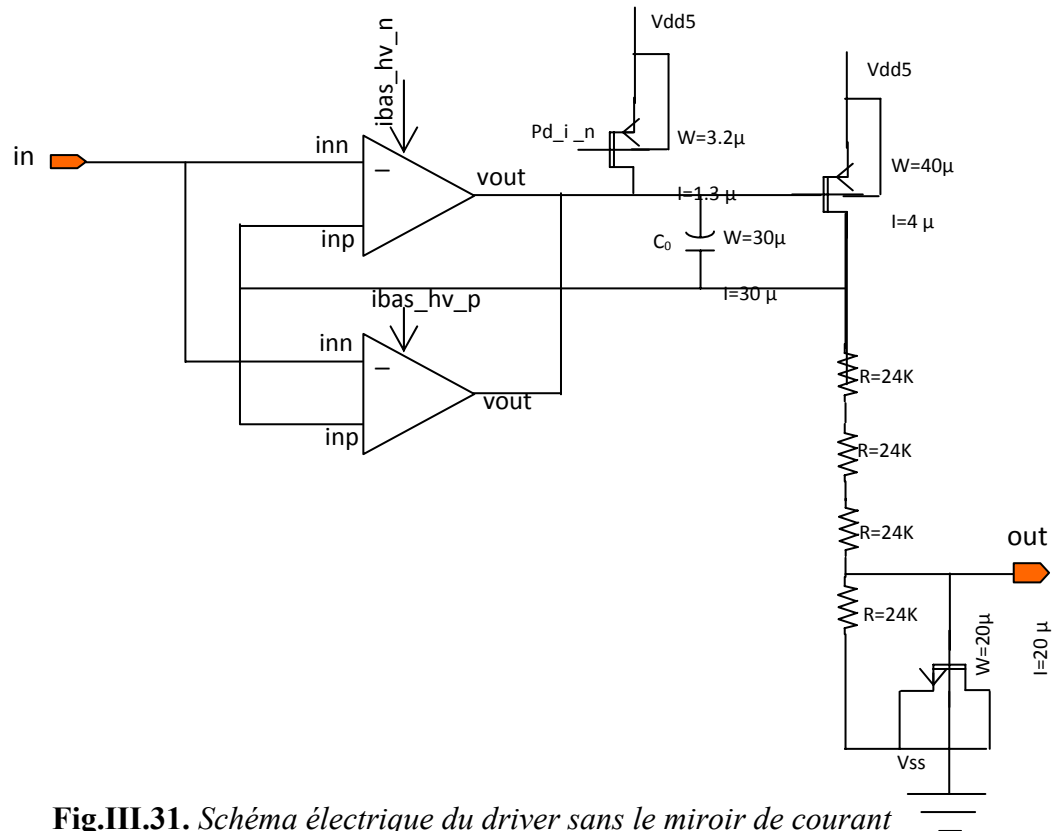 Vdd5
ibas_hv_n
Vdd5
Pd_i _n
W=3.2µ
in
inn
W=40µ
vout
I=1.3 µ
I=4 µ
inp
C₀
W=30µ
ibas_hv_p
I=30 µ
inn
R=24K
vout
inp
R=24K
R=24K
out
R=24K
W=20µ
I=20 µ
Vss
Fig.III.31. Schéma électrique du driver sans le miroir de courant